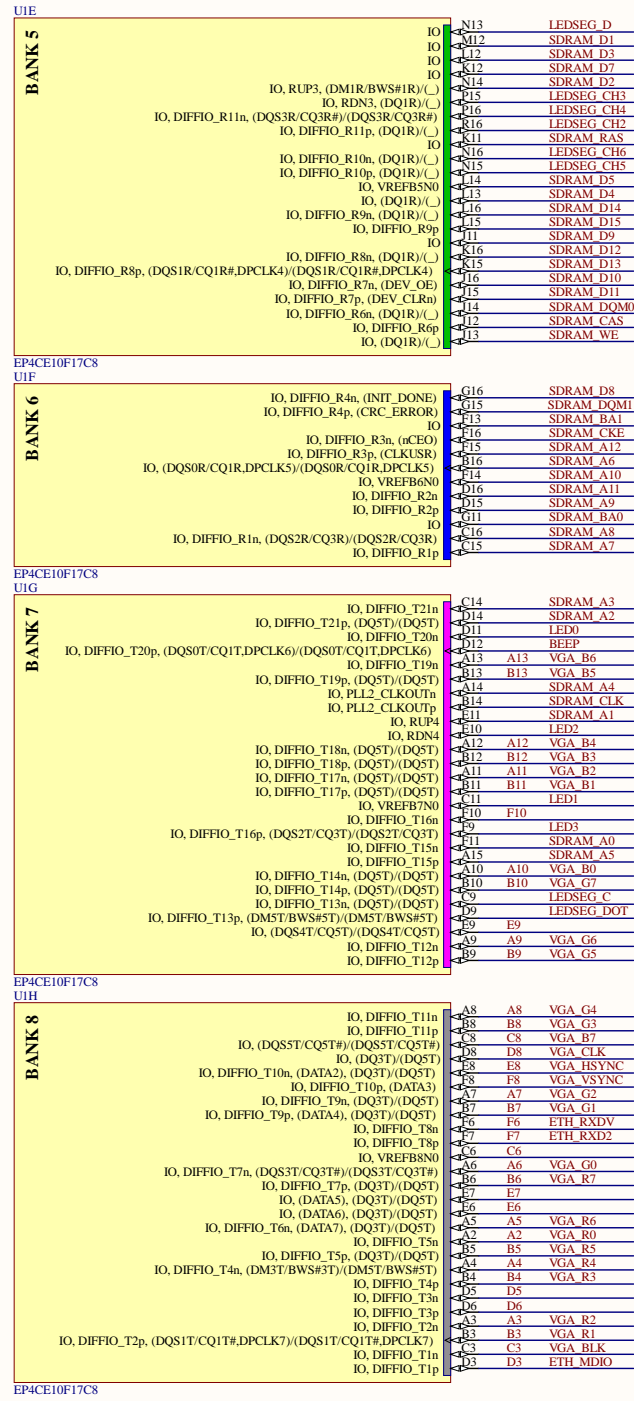 U1E
BANK 5
IO N13 LEDSEG_D
IO M12 SDRAM_D1
IO L12 SDRAM_D3
IO K12 SDRAM_D7
IO, RUP3, (DM1R/BWS#1R)/(_) N14 SDRAM_D2
IO, RDN3, (DQ1R)/(_) P15 LEDSEG_CH3
IO, DIFFIO_R11n, (DQS3R/CQ3R#)/(DQS3R/CQ3R#) P16 LEDSEG_CH4
IO, DIFFIO_R11p, (DQ1R)/(_) R16 LEDSEG_CH2
IO K11 SDRAM_RAS
IO, DIFFIO_R10n, (DQ1R)/(_) N16 LEDSEG_CH6
IO, DIFFIO_R10p, (DQ1R)/(_) N15 LEDSEG_CH5
IO, VREFB5N0 L14 SDRAM_D5
IO, (DQ1R)/(_) L13 SDRAM_D4
IO, DIFFIO_R9n, (DQ1R)/(_) L16 SDRAM_D14
IO, DIFFIO_R9p L15 SDRAM_D15
IO J11 SDRAM_D9
IO, DIFFIO_R8n, (DQ1R)/(_) K16 SDRAM_D12
IO, DIFFIO_R8p, (DQS1R/CQ1R#,DPCLK4)/(DQS1R/CQ1R#,DPCLK4) K15 SDRAM_D13
IO, DIFFIO_R7n, (DEV_OE) J16 SDRAM_D10
IO, DIFFIO_R7p, (DEV_CLRn) J15 SDRAM_D11
IO, DIFFIO_R6n, (DQ1R)/(_) J14 SDRAM_DQM0
IO, DIFFIO_R6p J12 SDRAM_CAS
IO, (DQ1R)/(_) J13 SDRAM_WE
EP4CE10F17C8
U1F
BANK 6
IO, DIFFIO_R4n, (INIT_DONE) G16 SDRAM_D8
IO, DIFFIO_R4p, (CRC_ERROR) G15 SDRAM_DQM1
IO F13 SDRAM_BA1
IO, DIFFIO_R3n, (nCEO) F16 SDRAM_CKE
IO, DIFFIO_R3p, (CLKUSR) F15 SDRAM_A12
IO, (DQS0R/CQ1R,DPCLK5)/(DQS0R/CQ1R,DPCLK5) B16 SDRAM_A6
IO, VREFB6N0 F14 SDRAM_A10
IO, DIFFIO_R2n D16 SDRAM_A11
IO, DIFFIO_R2p D15 SDRAM_A9
IO G11 SDRAM_BA0
IO, DIFFIO_R1n, (DQS2R/CQ3R)/(DQS2R/CQ3R) C16 SDRAM_A8
IO, DIFFIO_R1p C15 SDRAM_A7
EP4CE10F17C8
U1G
BANK 7
IO, DIFFIO_T21n C14 SDRAM_A3
IO, DIFFIO_T21p, (DQ5T)/(DQ5T) D14 SDRAM_A2
IO, DIFFIO_T20n D11 LED0
IO, DIFFIO_T20p, (DQS0T/CQ1T,DPCLK6)/(DQS0T/CQ1T,DPCLK6) D12 BEEP
IO, DIFFIO_T19n A13 A13 VGA_B6
IO, DIFFIO_T19p, (DQ5T)/(DQ5T) B13 B13 VGA_B5
IO, PLL2_CLKOUTn A14 SDRAM_A4
IO, PLL2_CLKOUTp B14 SDRAM_CLK
IO, RUP4 E11 SDRAM_A1
IO, RDN4 E10 LED2
IO, DIFFIO_T18n, (DQ5T)/(DQ5T) A12 A12 VGA_B4
IO, DIFFIO_T18p, (DQ5T)/(DQ5T) B12 B12 VGA_B3
IO, DIFFIO_T17n, (DQ5T)/(DQ5T) A11 A11 VGA_B2
IO, DIFFIO_T17p, (DQ5T)/(DQ5T) B11 B11 VGA_B1
IO, VREFB7N0 C11 LED1
IO, DIFFIO_T16n F10 F10
IO, DIFFIO_T16p, (DQS2T/CQ3T)/(DQS2T/CQ3T) F9 LED3
IO, DIFFIO_T15n F11 SDRAM_A0
IO, DIFFIO_T15p A15 SDRAM_A5
IO, DIFFIO_T14n, (DQ5T)/(DQ5T) A10 A10 VGA_B0
IO, DIFFIO_T14p, (DQ5T)/(DQ5T) B10 B10 VGA_G7
IO, DIFFIO_T13n, (DQ5T)/(DQ5T) C9 LEDSEG_C
IO, DIFFIO_T13p, (DM5T/BWS#5T)/(DM5T/BWS#5T) D9 LEDSEG_DOT
IO, (DQS4T/CQ5T)/(DQS4T/CQ5T) E9 E9
IO, DIFFIO_T12n A9 A9 VGA_G6
IO, DIFFIO_T12p B9 B9 VGA_G5
EP4CE10F17C8
U1H
BANK 8
IO, DIFFIO_T11n A8 A8 VGA_G4
IO, DIFFIO_T11p B8 B8 VGA_G3
IO, (DQS5T/CQ5T#)/(DQS5T/CQ5T#) C8 C8 VGA_B7
IO, (DQ3T)/(DQ5T) D8 D8 VGA_CLK
IO, DIFFIO_T10n, (DATA2), (DQ3T)/(DQ5T) E8 E8 VGA_HSYNC
IO, DIFFIO_T10p, (DATA3) F8 F8 VGA_VSYNC
IO, DIFFIO_T9n, (DQ3T)/(DQ5T) A7 A7 VGA_G2
IO, DIFFIO_T9p, (DATA4), (DQ3T)/(DQ5T) B7 B7 VGA_G1
IO, DIFFIO_T8n F6 F6 ETH_RXDV
IO, DIFFIO_T8p F7 F7 ETH_RXD2
IO, VREFB8N0 C6 C6
IO, DIFFIO_T7n, (DQS3T/CQ3T#)/(DQS3T/CQ3T#) A6 A6 VGA_G0
IO, DIFFIO_T7p, (DQ3T)/(DQ5T) B6 B6 VGA_R7
IO, (DATA5), (DQ3T)/(DQ5T) E7 E7
IO, (DATA6), (DQ3T)/(DQ5T) E6 E6
IO, DIFFIO_T6n, (DATA7), (DQ3T)/(DQ5T) A5 A5 VGA_R6
IO, DIFFIO_T5n A2 A2 VGA_R0
IO, DIFFIO_T5p, (DQ3T)/(DQ5T) B5 B5 VGA_R5
IO, DIFFIO_T4n, (DM3T/BWS#3T)/(DM5T/BWS#5T) A4 A4 VGA_R4
IO, DIFFIO_T4p B4 B4 VGA_R3
IO, DIFFIO_T3n D5 D5
IO, DIFFIO_T3p D6 D6
IO, DIFFIO_T2n A3 A3 VGA_R2
IO, DIFFIO_T2p, (DQS1T/CQ1T#,DPCLK7)/(DQS1T/CQ1T#,DPCLK7) B3 B3 VGA_R1
IO, DIFFIO_T1n C3 C3 VGA_BLK
IO, DIFFIO_T1p D3 D3 ETH_MDIO
EP4CE10F17C8